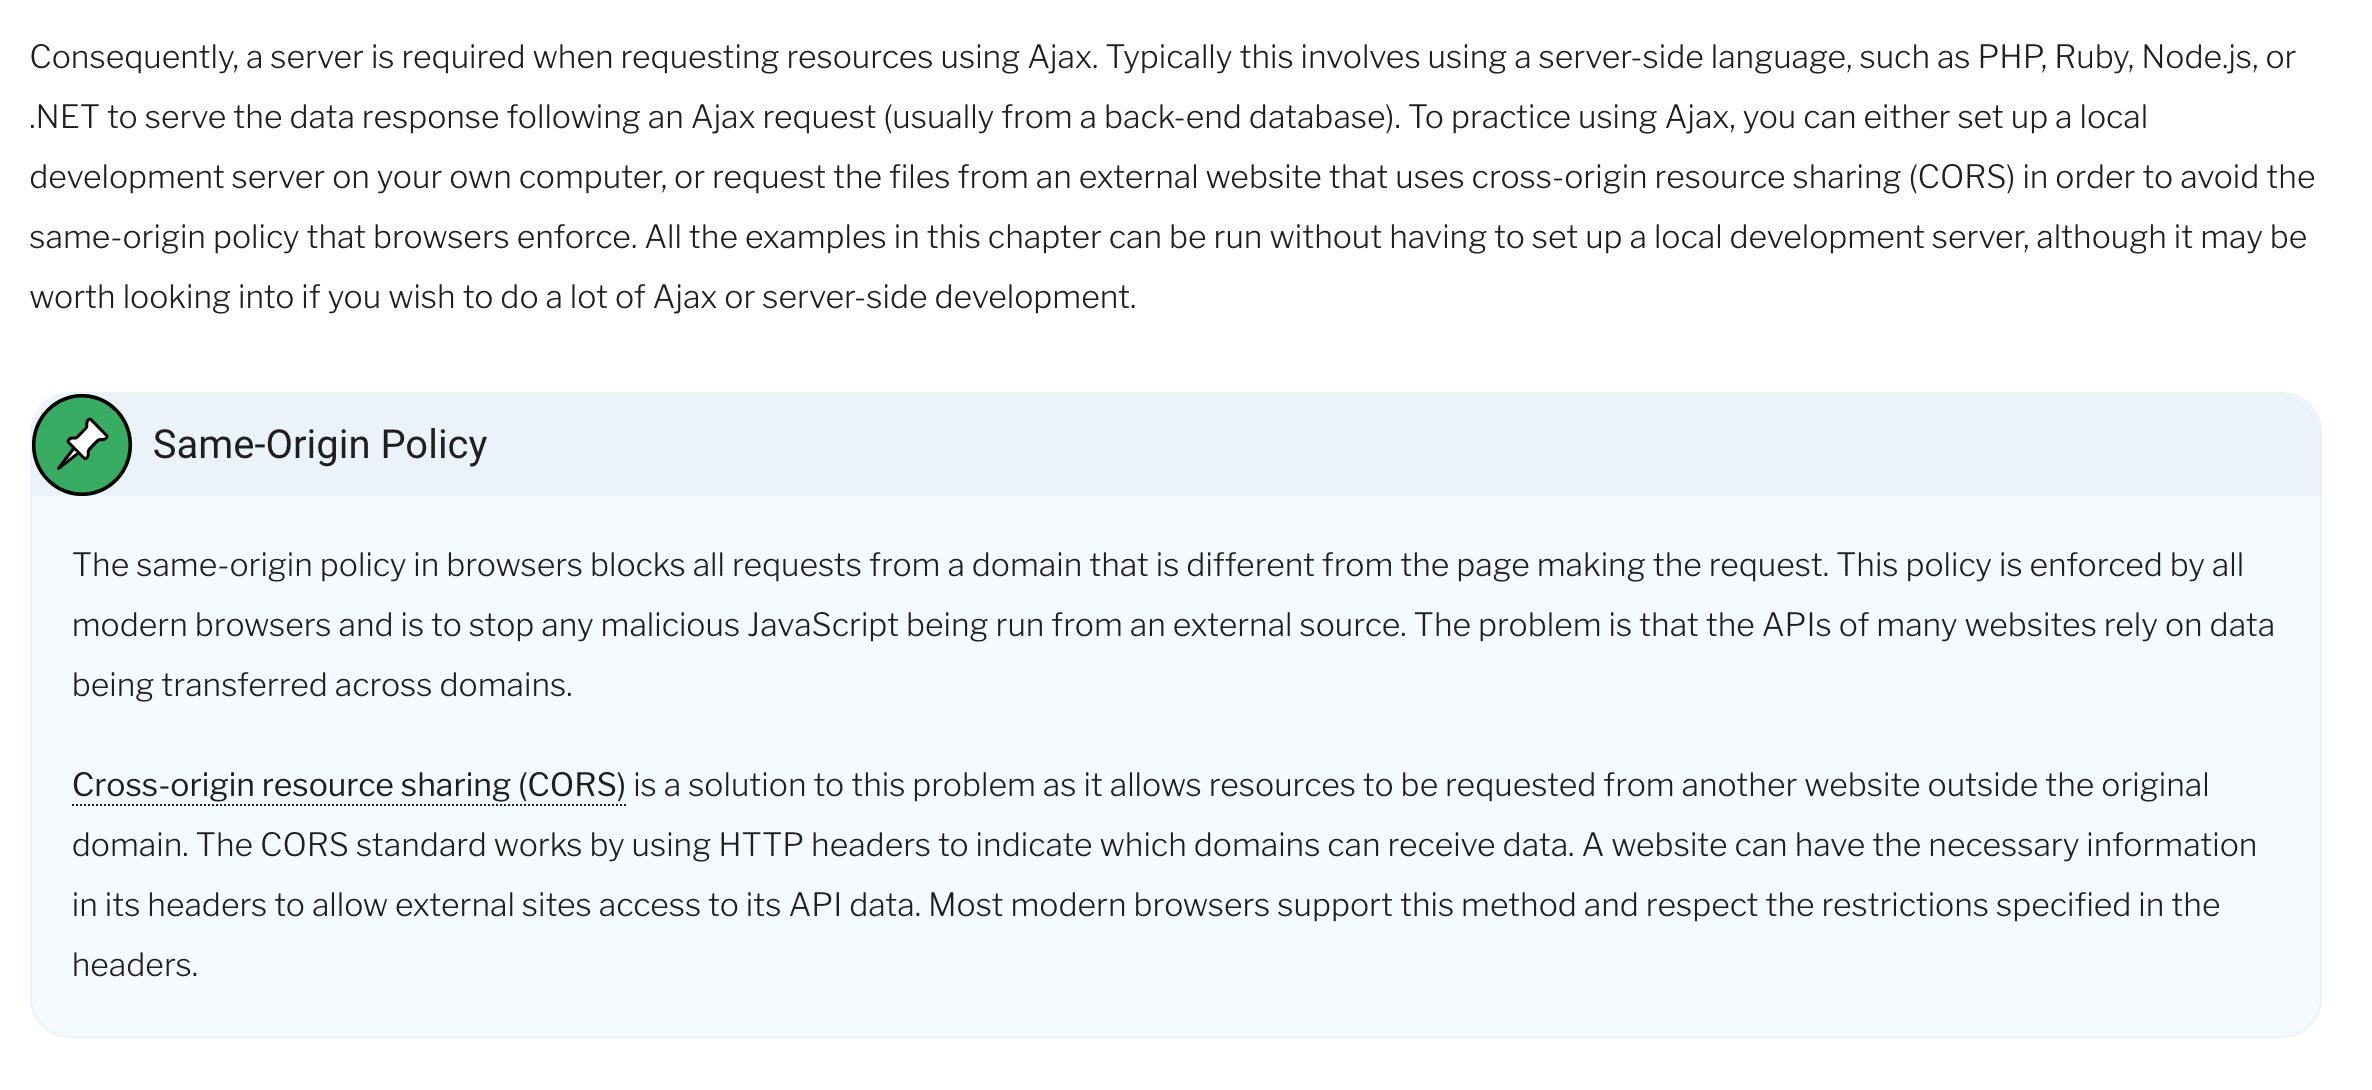 Consequently, a server is required when requesting resources using Ajax. Typically this involves using a server-side language, such as PHP, Ruby, Node.js, or
.NET to serve the data response following an Ajax request (usually from a back-end database). To practice using Ajax, you can either set up a local
development server on your own computer, or request the files from an external website that uses cross-origin resource sharing (CORS) in order to avoid the
same-origin policy that browsers enforce. All the examples in this chapter can be run without having to set up a local development server, although it may be
worth looking into if you wish to do a lot of Ajax or server-side development.
Same-Origin Policy
The same-origin policy in browsers blocks all requests from a domain that is different from the page making the request. This policy is enforced by all
modern browsers and is to stop any malicious JavaScript being run from an external source. The problem is that the APIs of many websites rely on data
being transferred across domains.
Cross-origin resource sharing (CORS) is a solution to this problem as it allows resources to be requested from another website outside the original
domain. The CORS standard works by using HTTP headers to indicate which domains can receive data. A website can have the necessary information
in its headers to allow external sites access to its API data. Most modern browsers support this method and respect the restrictions specified in the
headers.